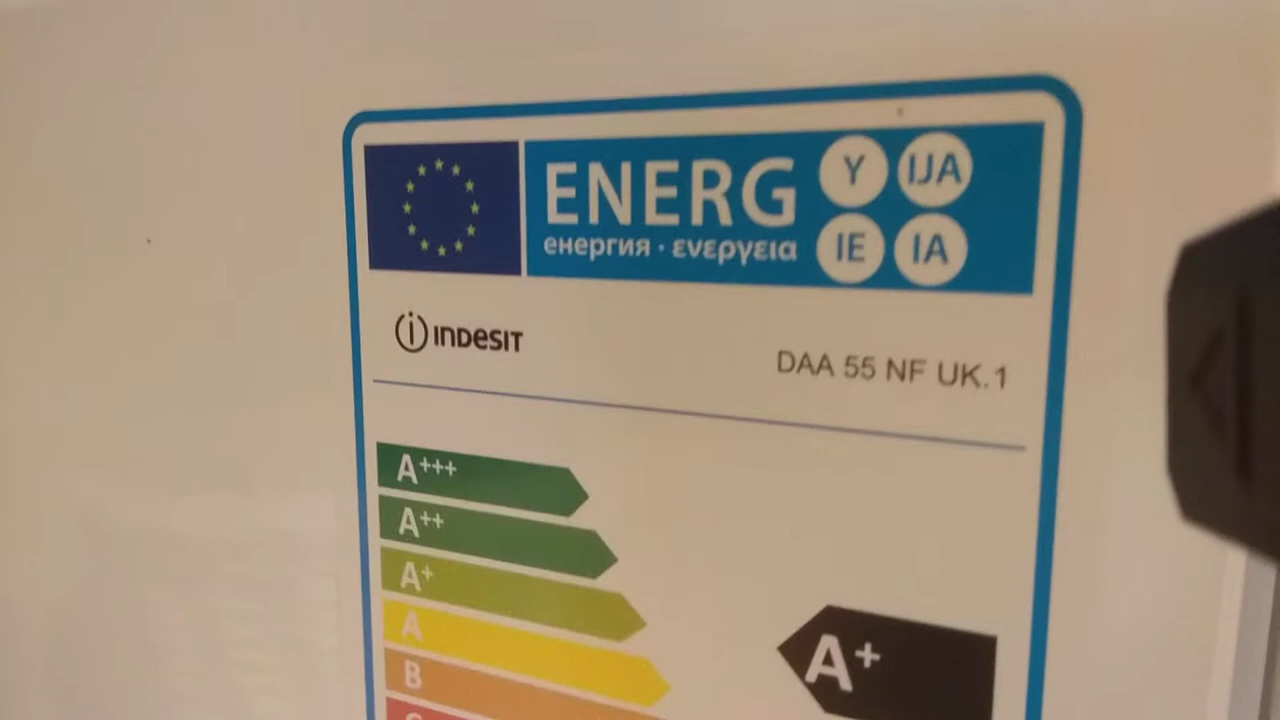 ENERG Y IJA
енергия · ενεργεια IE IA
INDESIT
DAA 55 NF UK.1
A+++
A++
A+
A
A+
B